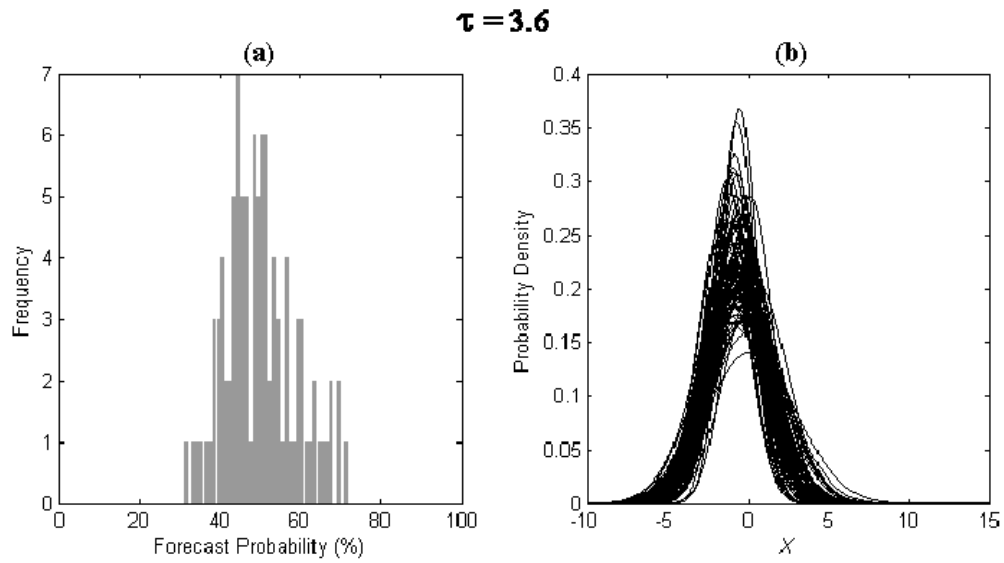 τ = 3.6
(a)
7
6
5
4
3
2
1
0
0 20 40 60 80 100
Frequency
Forecast Probability (%)
(b)
0.4
0.35
0.3
0.25
0.2
0.15
0.1
0.05
0
-10 -5 0 5 10 15
Probability Density
X